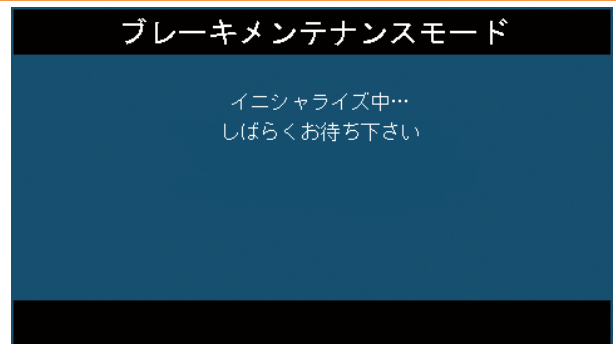 ブレーキメンテナンスモード
イニシャライズ中…
しばらくお待ち下さい